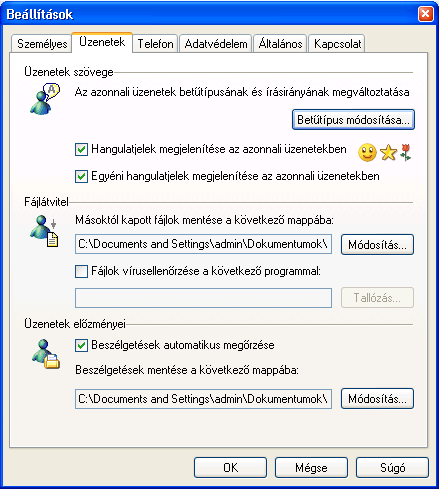 Beállítások
Személyes
Üzenetek
Telefon
Adatvédelem
Általános
Kapcsolat
Üzenetek szövege
Az azonnali üzenetek betűtípusának és írásirányának megváltoztatása
Betűtípus módosítása...
Hangulatjelek megjelenítése az azonnali üzenetekben
Egyéni hangulatjelek megjelenítése az azonnali üzenetekben
Fájlátvitel
Másoktól kapott fájlok mentése a következő mappába:
C:\Documents and Settings\admin\Dokumentumok\
Módosítás...
Fájlok vírusellenőrzése a következő programmal:
Tallózás...
Üzenetek előzményei
Beszélgetések automatikus megőrzése
Beszélgetések mentése a következő mappába:
C:\Documents and Settings\admin\Dokumentumok\
Módosítás...
OK
Mégse
Súgó